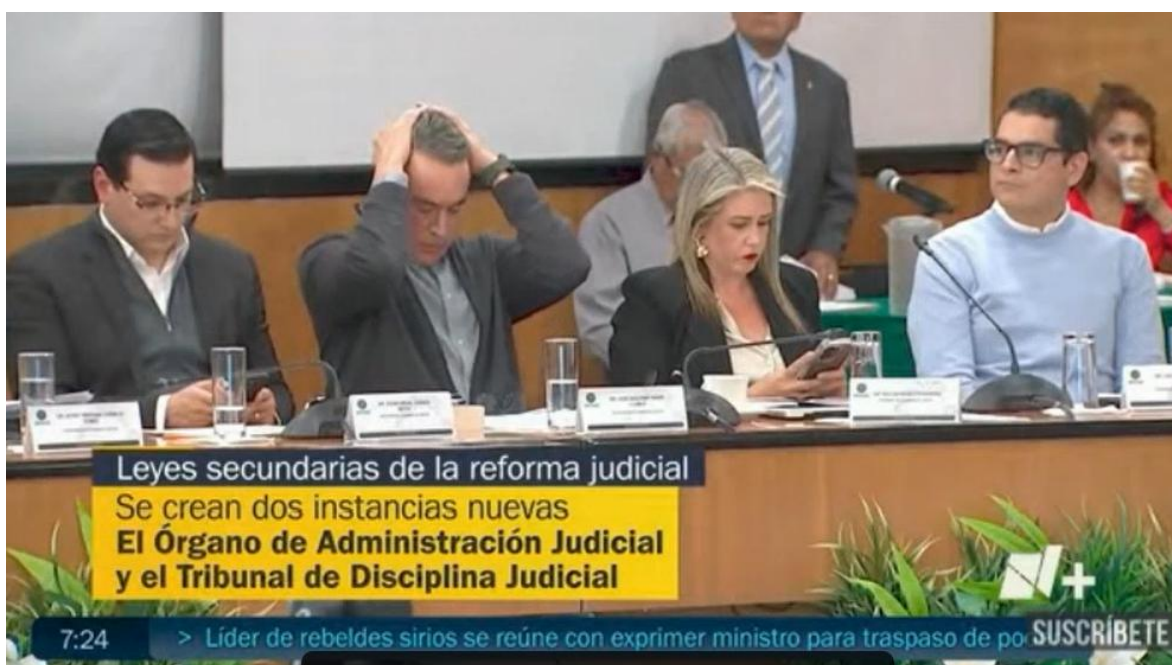 Leyes secundarias de la reforma judicial
Se crean dos instancias nuevas
El Órgano de Administración Judicial
y el Tribunal de Disciplina Judicial
N+
7:24
> Líder de rebeldes sirios se reúne con exprimer ministro para traspaso de po
SUSCRÍBETE